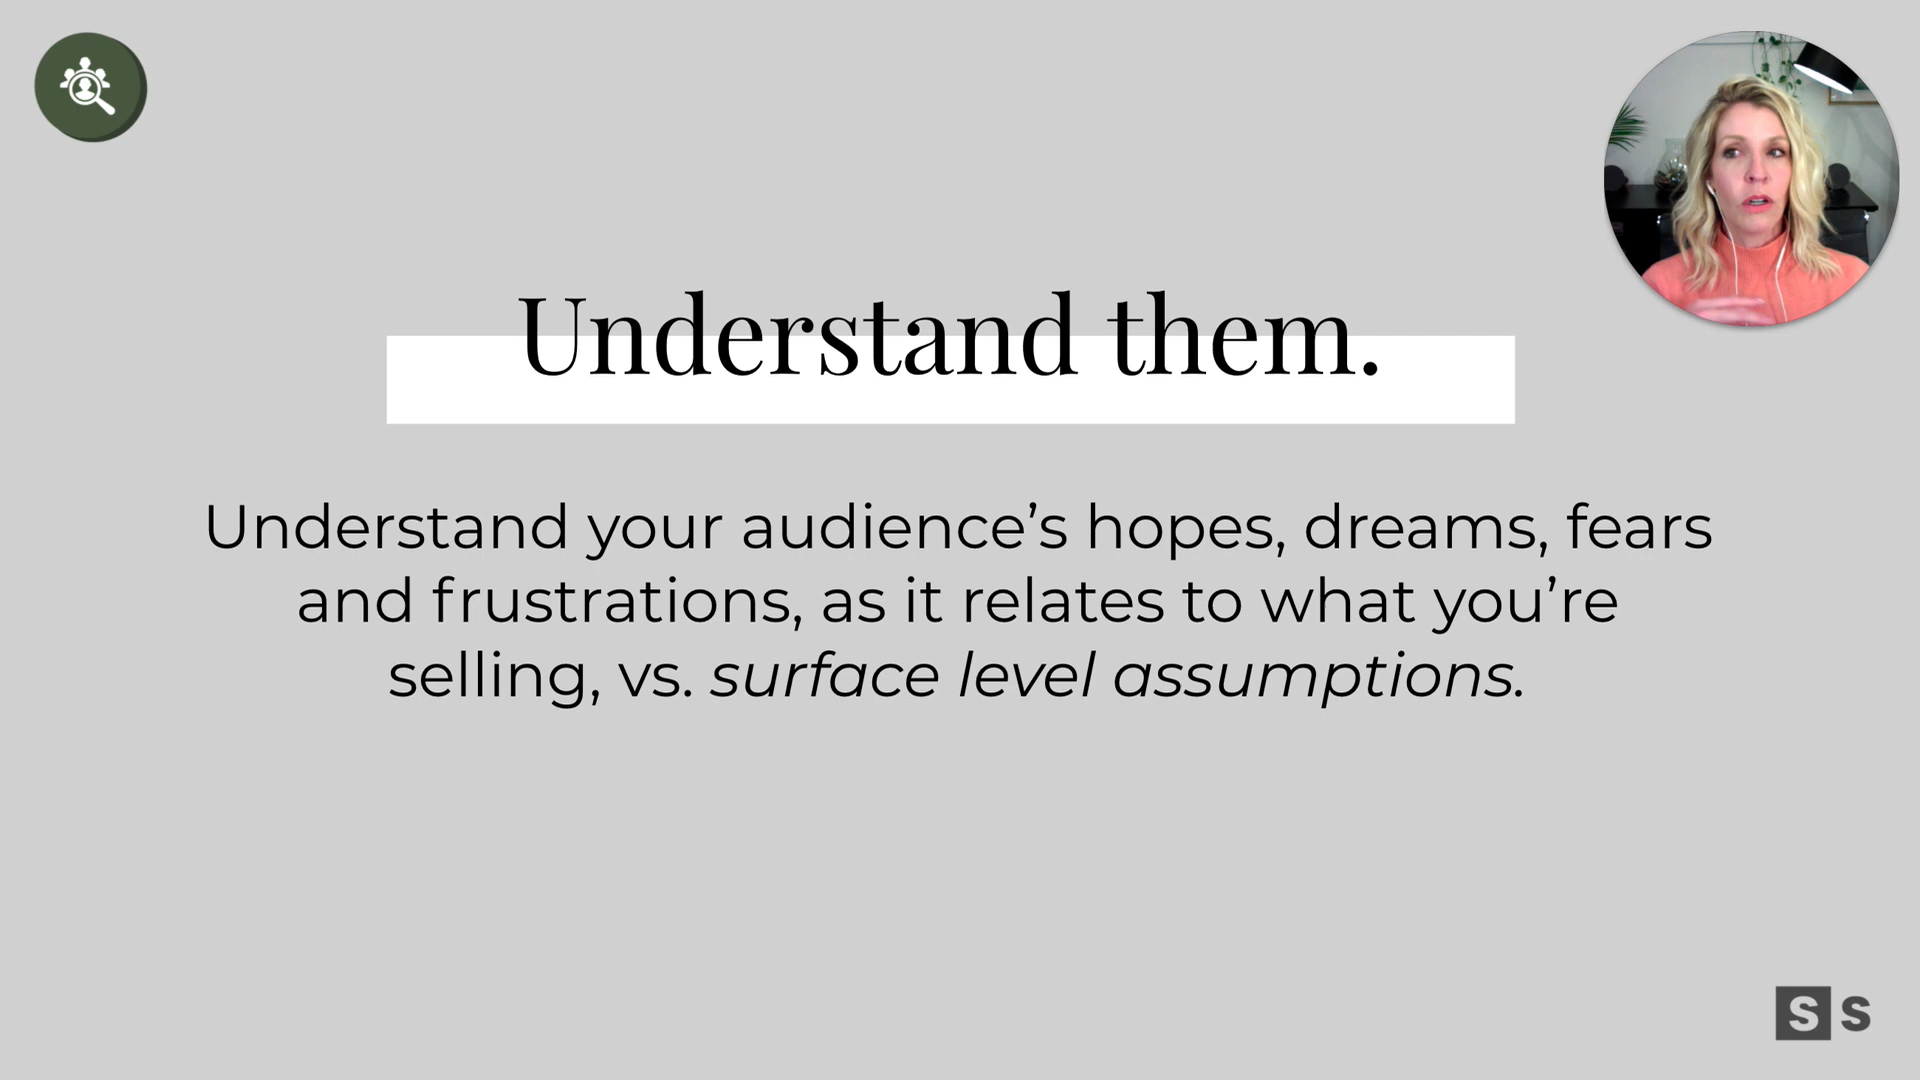 Understand them.
Understand your audience’s hopes, dreams, fears
and frustrations, as it relates to what you’re
selling, vs. surface level assumptions.
S S